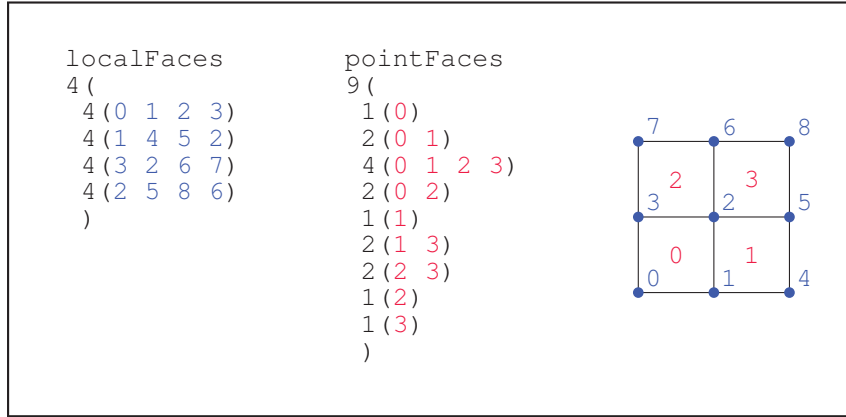 localFaces
4(
4(0 1 2 3)
4(1 4 5 2)
4(3 2 6 7)
4(2 5 8 6)
)
pointFaces
9(
1(0)
2(0 1)
4(0 1 2 3)
2(0 2)
1(1)
2(1 3)
2(2 3)
1(2)
1(3)
)
7 6 8
2 3
3 2 5
0 1
0 1 4